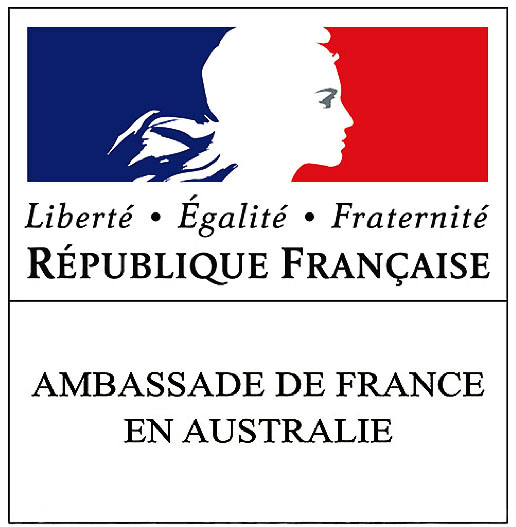 Liberté • Égalité • Fraternité
RÉPUBLIQUE FRANÇAISE
AMBASSADE DE FRANCE
EN AUSTRALIE